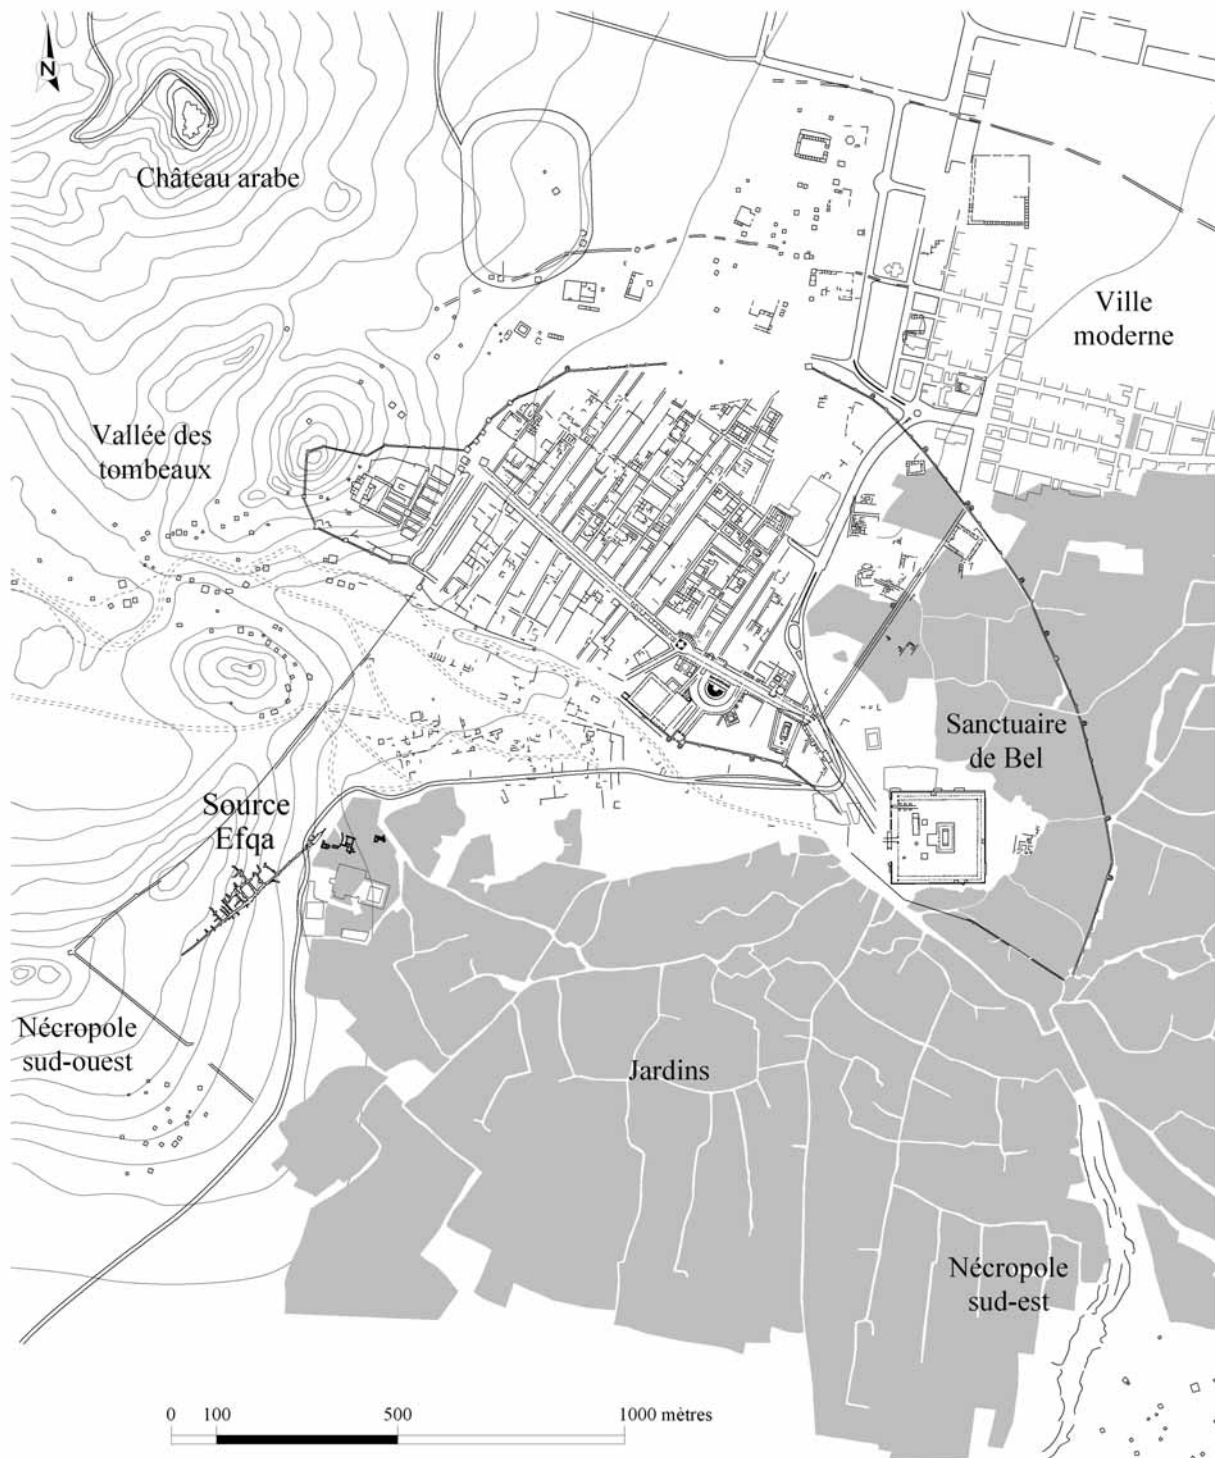 N
Château arabe
Ville
moderne
Vallée des
tombeaux
Sanctuaire
de Bel
Source
Efqa
Nécropole
sud-ouest
Jardins
Nécropole
sud-est
0 100 500 1000 mètres